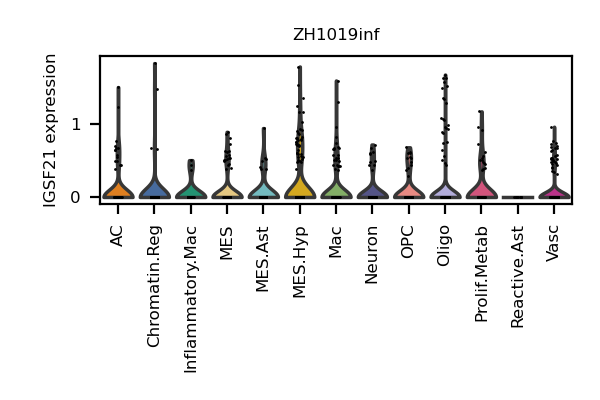 ZH1019inf
IGSF21 expression
1
0
AC
Chromatin.Reg
Inflammatory.Mac
MES
MES.Ast
MES.Hyp
Mac
Neuron
OPC
Oligo
Prolif.Metab
Reactive.Ast
Vasc